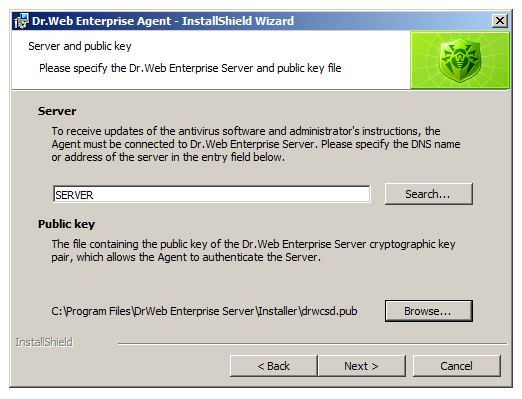 Dr.Web Enterprise Agent - InstallShield Wizard
Server and public key
Please specify the Dr.Web Enterprise Server and public key file
Server
To receive updates of the antivirus software and administrator's instructions, the
Agent must be connected to Dr.Web Enterprise Server. Please specify the DNS name
or address of the server in the entry field below.
SERVER
Search...
Public key
The file containing the public key of the Dr.Web Enterprise Server cryptographic key
pair, which allows the Agent to authenticate the Server.
C:\Program Files\DrWeb Enterprise Server\Installer\drwcsd.pub
Browse...
InstallShield
< Back
Next >
Cancel